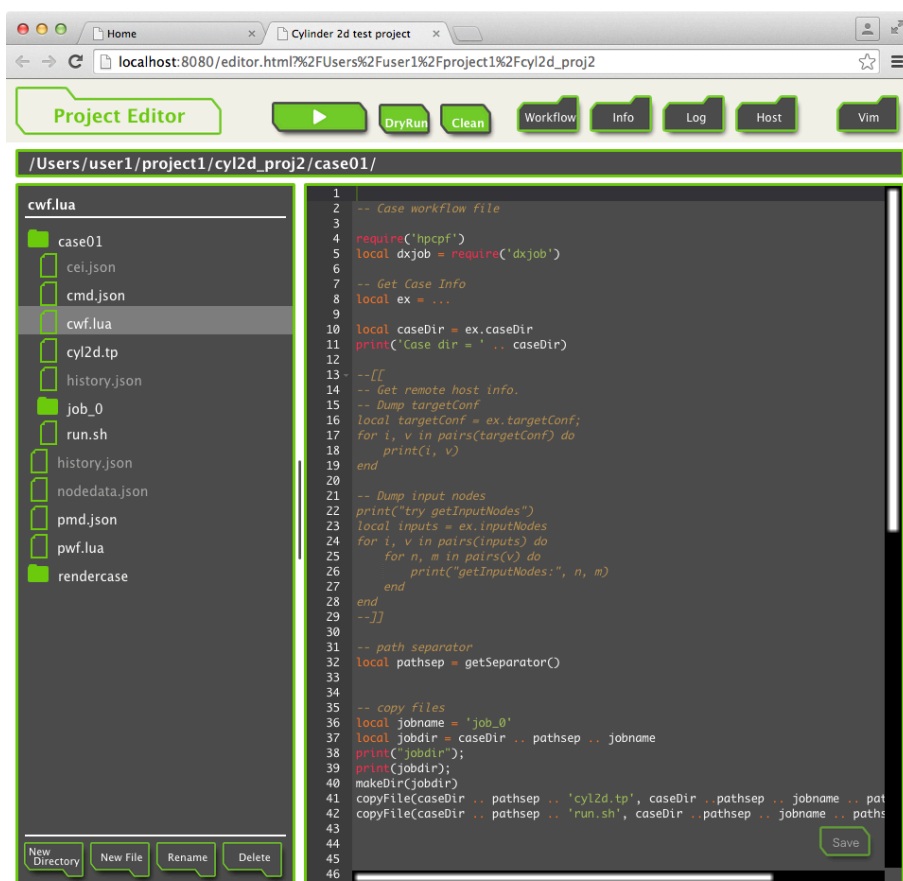 Home
Cylinder 2d test project
localhost:8080/editor.html?%2FUsers%2Fuser1%2Fproject1%2Fcyl2d_proj2
Project Editor
DryRun
Clean
Workflow
Info
Log
Host
Vim
/Users/user1/project1/cyl2d_proj2/case01/
cwf.lua
case01
cei.json
cmd.json
cwf.lua
cyl2d.tp
history.json
job_0
run.sh
history.json
nodedata.json
pmd.json
pwf.lua
rendercase
New
Directory
New File
Rename
Delete
1
2 -- Case workflow file
3
4 require('hpcpf')
5 local dxjob = require('dxjob')
6
7 -- Get Case Info
8 local ex = ...
9
10 local caseDir = ex.caseDir
11 print('Case dir = ' .. caseDir)
12
13 --[[
14 -- Get remote host info.
15 -- Dump targetConf
16 local targetConf = ex.targetConf;
17 for i, v in pairs(targetConf) do
18     print(i, v)
19 end
20
21 -- Dump input nodes
22 print("try getInputNodes")
23 local inputs = ex.inputNodes
24 for i, v in pairs(inputs) do
25     for n, m in pairs(v) do
26         print("getInputNodes:", n, m)
27     end
28 end
29 --]]
30
31 -- path separator
32 local pathsep = getSeparator()
33
34
35 -- copy files
36 local jobname = 'job_0'
37 local jobdir = caseDir .. pathsep .. jobname
38 print("jobdir");
39 print(jobdir);
40 makeDir(jobdir)
41 copyFile(caseDir .. pathsep .. 'cyl2d.tp', caseDir ..pathsep .. jobname .. pat
42 copyFile(caseDir .. pathsep .. 'run.sh', caseDir ..pathsep .. jobname .. paths
43
44
45
46
Save